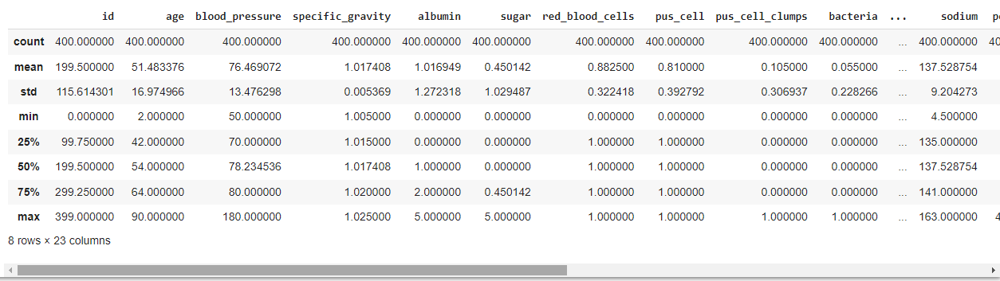 id age blood_pressure specific_gravity albumin sugar red_blood_cells pus_cell pus_cell_clumps bacteria ... sodium
count 400.000000 400.000000 400.000000 400.000000 400.000000 400.000000 400.000000 400.000000 400.000000 400.000000 ... 400.000000
mean 199.500000 51.483376 76.469072 1.017408 1.016949 0.450142 0.882500 0.810000 0.105000 0.055000 ... 137.528754
std 115.614301 16.974966 13.476298 0.005369 1.272318 1.029487 0.322418 0.392792 0.306937 0.228266 ... 9.204273
min 0.000000 2.000000 50.000000 1.005000 0.000000 0.000000 0.000000 0.000000 0.000000 0.000000 ... 4.500000
25% 99.750000 42.000000 70.000000 1.015000 0.000000 0.000000 1.000000 1.000000 0.000000 0.000000 ... 135.000000
50% 199.500000 54.000000 78.234536 1.017408 1.000000 0.000000 1.000000 1.000000 0.000000 0.000000 ... 137.528754
75% 299.250000 64.000000 80.000000 1.020000 2.000000 0.450142 1.000000 1.000000 0.000000 0.000000 ... 141.000000
max 399.000000 90.000000 180.000000 1.025000 5.000000 5.000000 1.000000 1.000000 1.000000 1.000000 ... 163.000000
8 rows × 23 columns